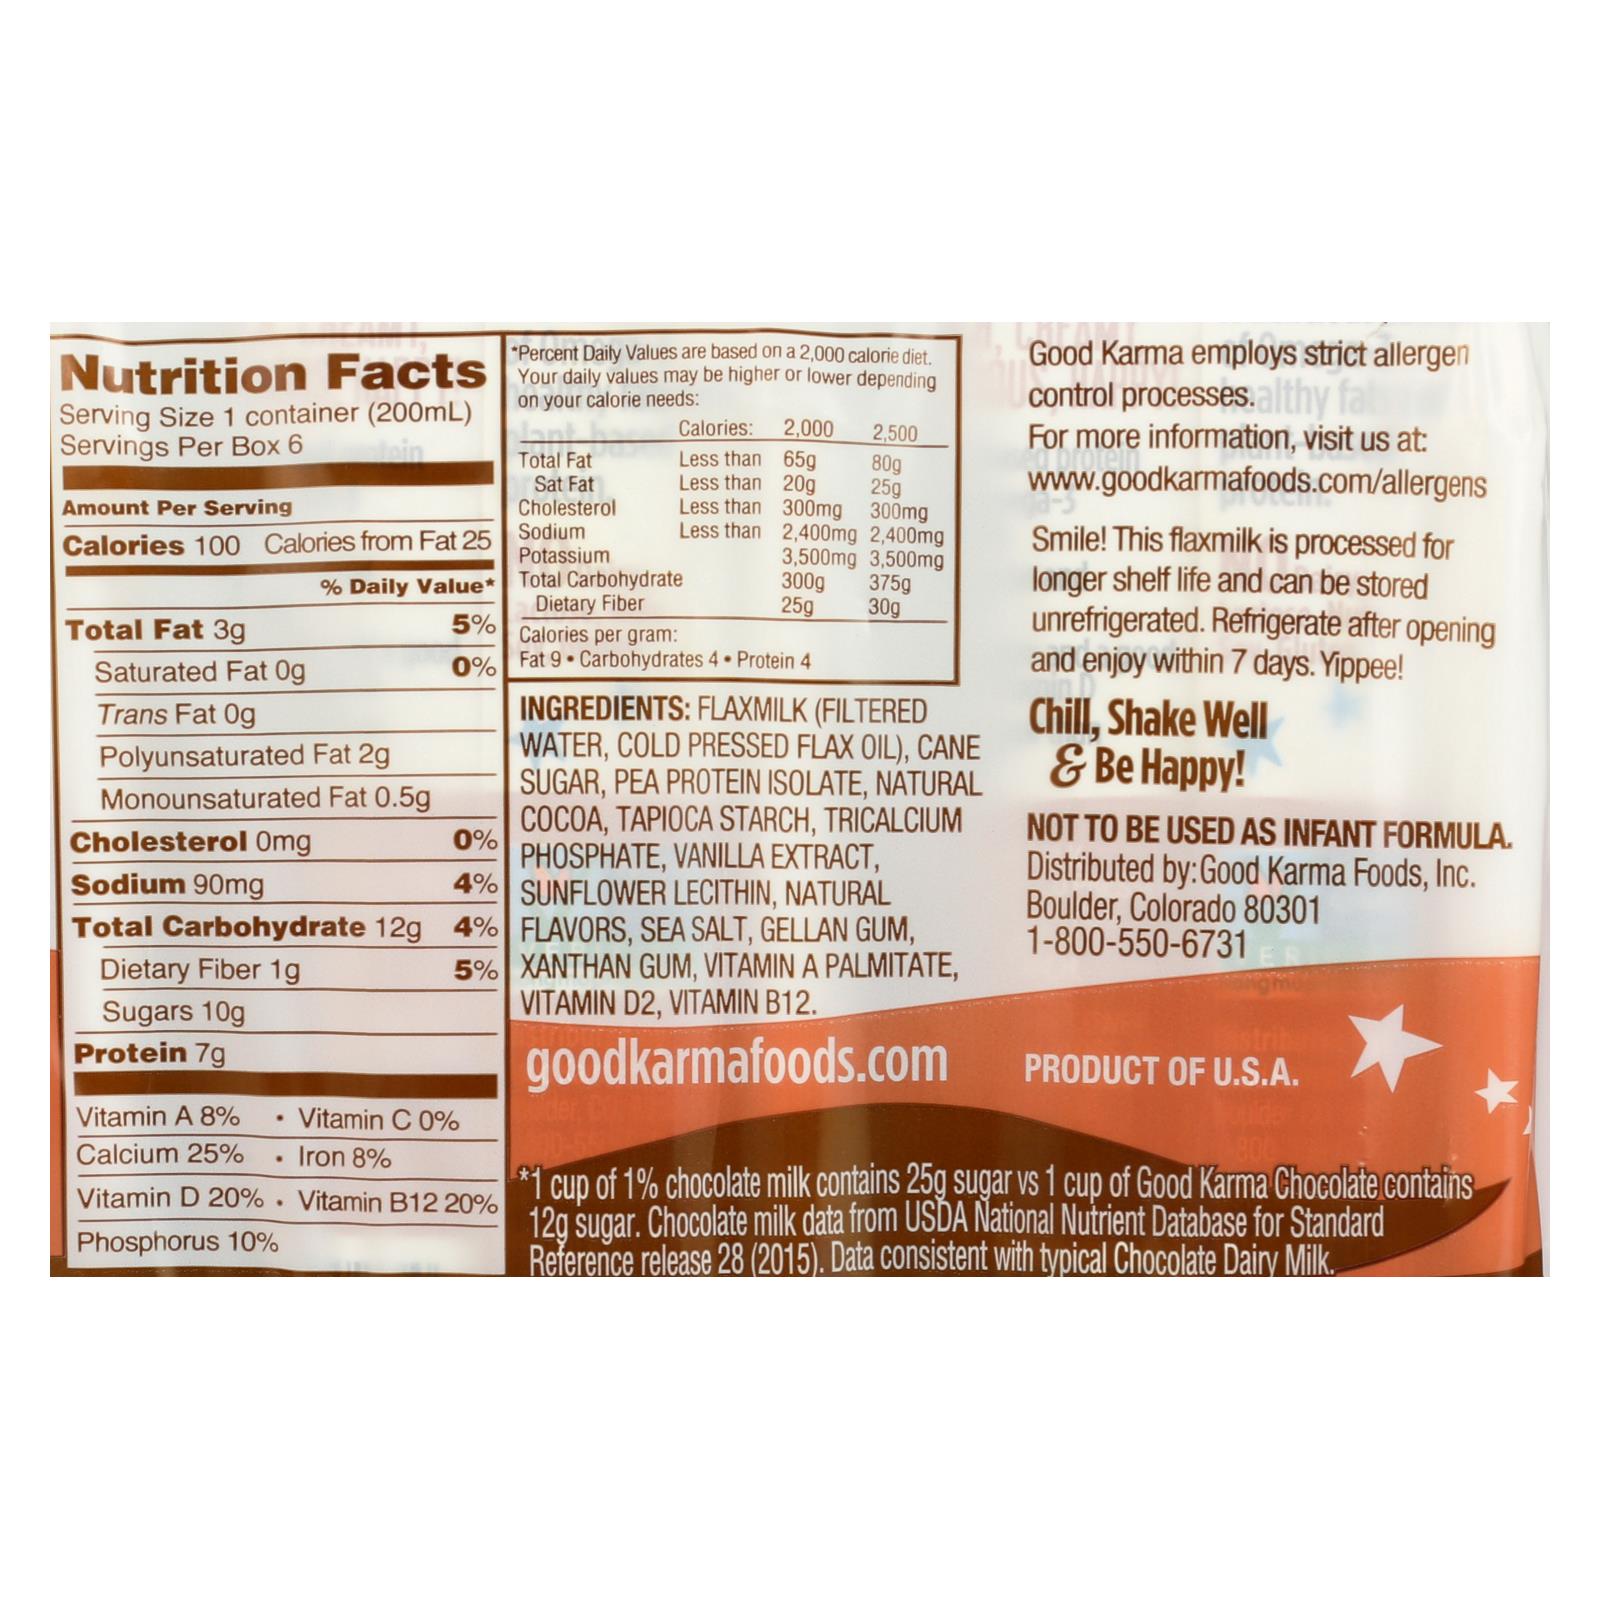 Nutrition Facts
Serving Size 1 container (200mL)
Servings Per Box 6
Amount Per Serving
Calories 100 Calories from Fat 25
% Daily Value*
Total Fat 3g 5%
Saturated Fat 0g 0%
Trans Fat 0g
Polyunsaturated Fat 2g
Monounsaturated Fat 0.5g
Cholesterol 0mg 0%
Sodium 90mg 4%
Total Carbohydrate 12g 4%
Dietary Fiber 1g 5%
Sugars 10g
Protein 7g
Vitamin A 8% • Vitamin C 0%
Calcium 25% • Iron 8%
Vitamin D 20% • Vitamin B12 20%
Phosphorus 10%
*Percent Daily Values are based on a 2,000 calorie diet.
Your daily values may be higher or lower depending
on your calorie needs:
Calories: 2,000 2,500
Total Fat Less than 65g 80g
Sat Fat Less than 20g 25g
Cholesterol Less than 300mg 300mg
Sodium Less than 2,400mg 2,400mg
Potassium 3,500mg 3,500mg
Total Carbohydrate 300g 375g
Dietary Fiber 25g 30g
Calories per gram:
Fat 9 • Carbohydrates 4 • Protein 4
INGREDIENTS: FLAXMILK (FILTERED
WATER, COLD PRESSED FLAX OIL), CANE
SUGAR, PEA PROTEIN ISOLATE, NATURAL
COCOA, TAPIOCA STARCH, TRICALCIUM
PHOSPHATE, VANILLA EXTRACT,
SUNFLOWER LECITHIN, NATURAL
FLAVORS, SEA SALT, GELLAN GUM,
XANTHAN GUM, VITAMIN A PALMITATE,
VITAMIN D2, VITAMIN B12.
Good Karma employs strict allergen
control processes.
For more information, visit us at:
www.goodkarmafoods.com/allergens
Smile! This flaxmilk is processed for
longer shelf life and can be stored
unrefrigerated. Refrigerate after opening
and enjoy within 7 days. Yippee!
Chill, Shake Well
& Be Happy!
NOT TO BE USED AS INFANT FORMULA.
Distributed by:Good Karma Foods, Inc.
Boulder, Colorado 80301
1-800-550-6731
goodkarmafoods.com
PRODUCT OF U.S.A.
*1 cup of 1% chocolate milk contains 25g sugar vs 1 cup of Good Karma Chocolate contains
12g sugar. Chocolate milk data from USDA National Nutrient Database for Standard
Reference release 28 (2015). Data consistent with typical Chocolate Dairy Milk.